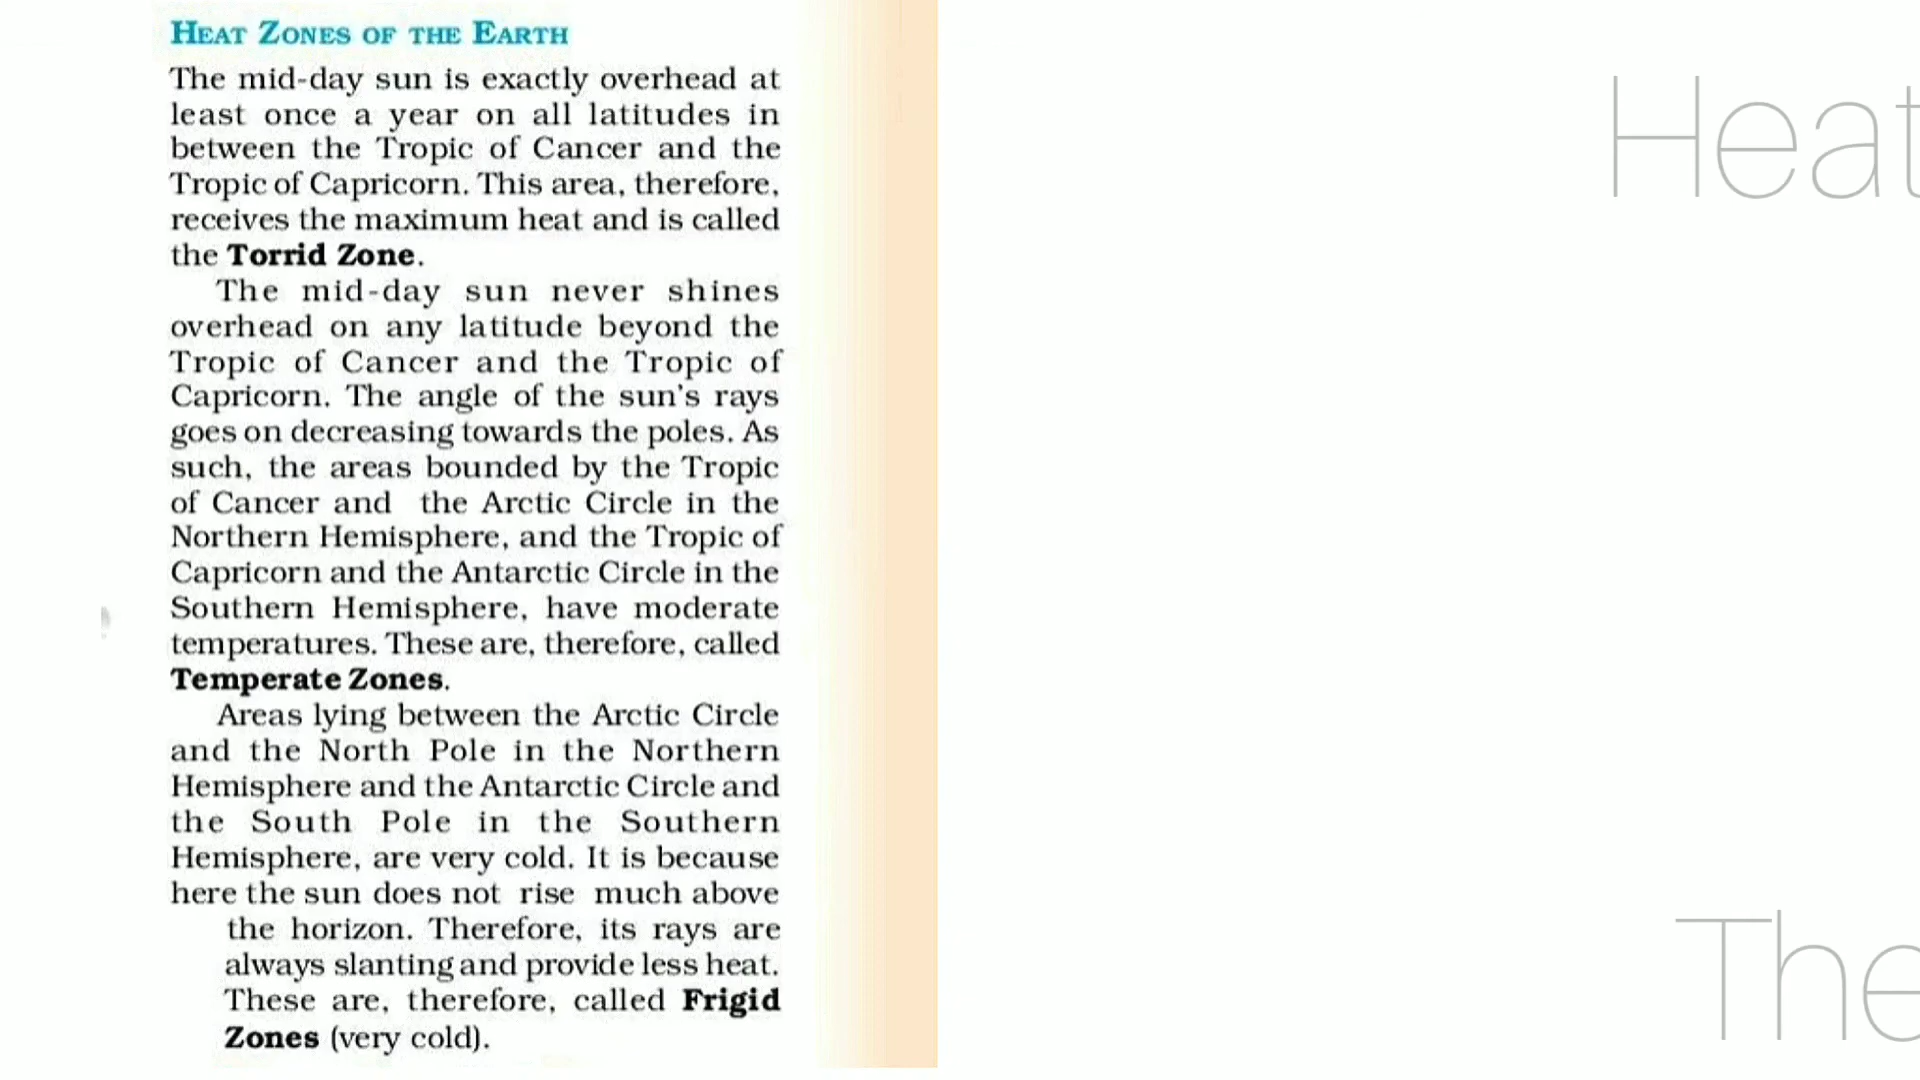 HEAT ZONES OF THE EARTH
The mid-day sun is exactly overhead at
least once a year on all latitudes in
between the Tropic of Cancer and the
Tropic of Capricorn. This area, therefore,
receives the maximum heat and is called
the Torrid Zone.
The mid-day sun never shines
overhead on any latitude beyond the
Tropic of Cancer and the Tropic of
Capricorn. The angle of the sun's rays
goes on decreasing towards the poles. As
such, the areas bounded by the Tropic
of Cancer and the Arctic Circle in the
Northern Hemisphere, and the Tropic of
Capricorn and the Antarctic Circle in the
Southern Hemisphere, have moderate
temperatures. These are, therefore, called
Temperate Zones.
Areas lying between the Arctic Circle
and the North Pole in the Northern
Hemisphere and the Antarctic Circle and
the South Pole in the Southern
Hemisphere, are very cold. It is because
here the sun does not rise much above
the horizon. Therefore, its rays are
always slanting and provide less heat.
These are, therefore, called Frigid
Zones (very cold).
Heat
The